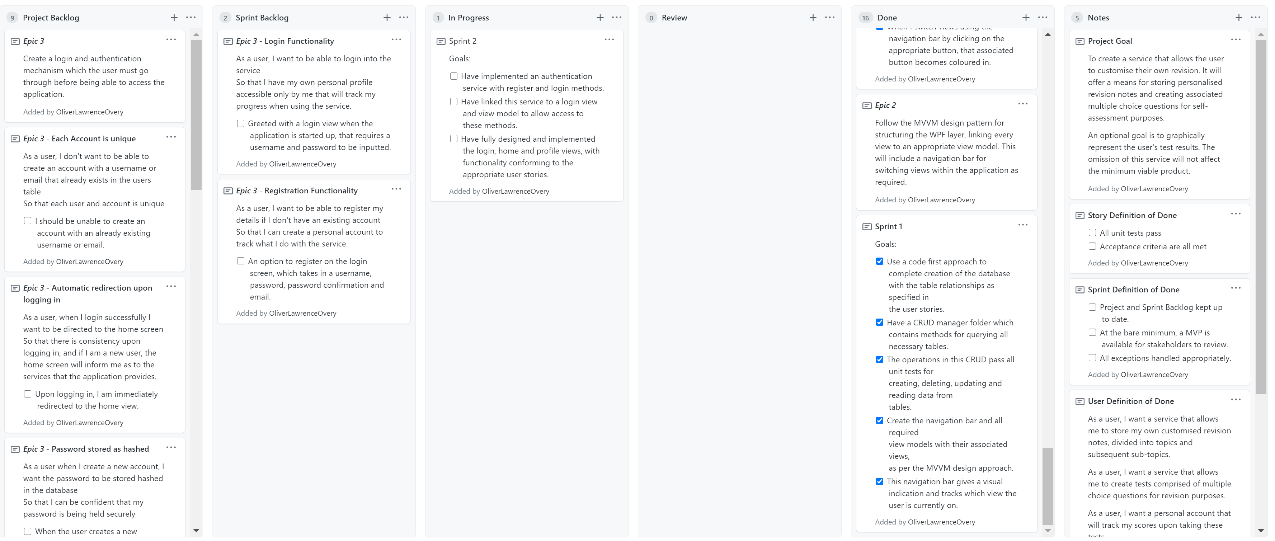 9 Project Backlog
Epic 3
Create a login and authentication
mechanism which the user must go
through before being able to access the
application.
Added by OliverLawrenceOvery
Epic 3 - Each Account is unique
As a user, I don't want to be able to
create an account with a username or
email that already exists in the users
table
So that each user and account is unique
I should be unable to create an
account with an already existing
username or email.
Added by OliverLawrenceOvery
Epic 3 - Automatic redirection upon
logging in
As a user, when I login successfully I
want to be directed to the home screen
So that there is consistency upon
logging in, and if I am a new user, the
home screen will inform me as to the
services that the application provides.
Upon logging in, I am immediately
redirected to the home view.
Added by OliverLawrenceOvery
Epic 3 - Password stored as hashed
As a user when I create a new account, I
want the password to be stored hashed
in the database
So that I can be confident that my
password is being held securely
When the user creates a new
2 Sprint Backlog
Epic 3 - Login Functionality
As a user, I want to be able to login into the
service
So that I have my own personal profile
accessible only by me that will track my
progress when using the service.
Greeted with a login view when the
application is started up, that requires a
username and password to be inputted.
Added by OliverLawrenceOvery
Epic 3 - Registration Functionality
As a user, I want to be able to register my
details if I don't have an existing account
So that I can create a personal account to
track what I do with the service.
An option to register on the login
screen, which takes in a username,
password, password confirmation and
email.
Added by OliverLawrenceOvery
1 In Progress
Sprint 2
Goals:
Have implemented an authentication
service with register and login methods.
Have linked this service to a login view
and view model to allow access to
these methods.
Have fully designed and implemented
the login, home and profile views, with
functionality conforming to the
appropriate user stories.
Added by OliverLawrenceOvery
0 Review
16 Done
navigation bar by clicking on the
appropriate button, that associated
button becomes coloured in.
Added by OliverLawrenceOvery
Epic 2
Follow the MVVM design pattern for
structuring the WPF layer, linking every
view to an appropriate view model. This
will include a navigation bar for
switching views within the application as
required.
Added by OliverLawrenceOvery
Sprint 1
Goals:
Use a code first approach to
complete creation of the database
with the table relationships as
specified in
the user stories.
Have a CRUD manager folder which
contains methods for querying all
necessary tables.
The operations in this CRUD pass all
unit tests for
creating, deleting, updating and
reading data from
tables.
Create the navigation bar and all
required
view models with their associated
views,
as per the MVVM design approach.
This navigation bar gives a visual
indication and tracks which view the
user is currently on.
Added by OliverLawrenceOvery
5 Notes
Project Goal
To create a service that allows the user
to customise their own revision. It will
offer a means for storing personalised
revision notes and creating associated
multiple choice questions for self-
assessment purposes.
An optional goal is to graphically
represent the user's test results. The
omission of this service will not affect
the minimum viable product.
Added by OliverLawrenceOvery
Story Definition of Done
All unit tests pass
Acceptance criteria are all met
Added by OliverLawrenceOvery
Sprint Definition of Done
Project and Sprint Backlog kept up
to date.
At the bare minimum, a MVP is
available for stakeholders to review.
All exceptions handled appropriately.
Added by OliverLawrenceOvery
User Definition of Done
As a user, I want a service that allows
me to store my own customised revision
notes, divided into topics and
subsequent sub-topics.
As a user, I want a service that allows
me to create tests comprised of multiple
choice questions for revision purposes.
As a user, I want a personal account that
will track my scores upon taking these